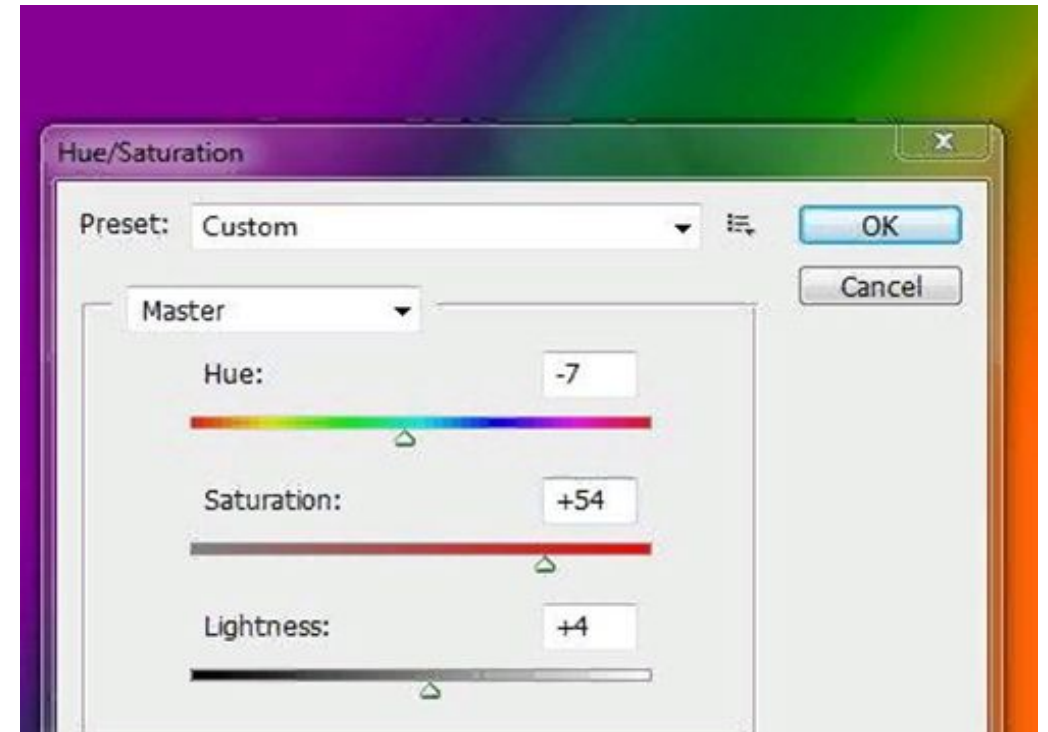 Hue/Saturation
Preset: Custom
OK
Cancel
Master
Hue: -7
Saturation: +54
Lightness: +4